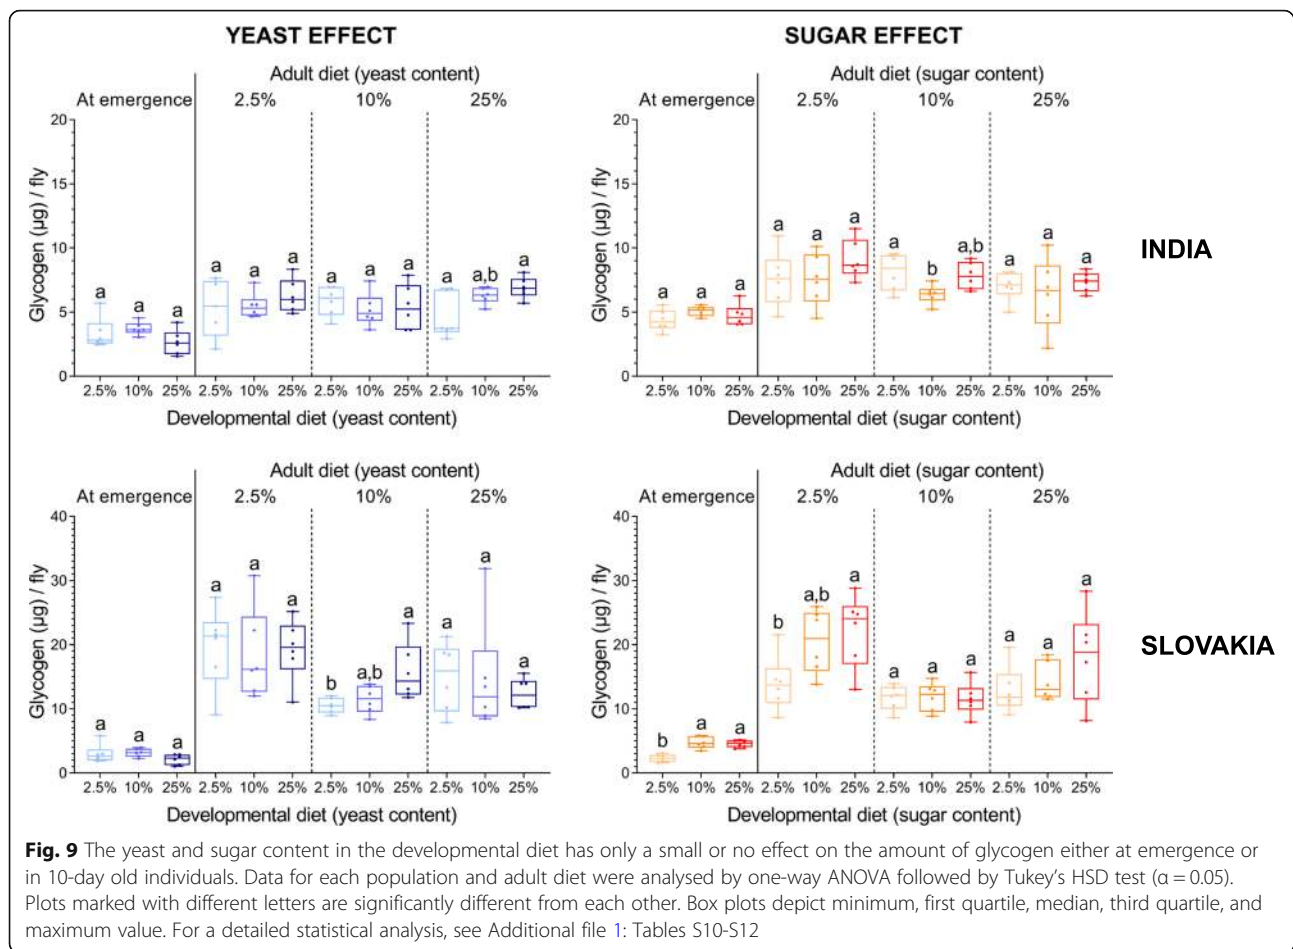 YEAST EFFECT
SUGAR EFFECT
Adult diet (yeast content)
At emergence 2.5% 10% 25%
Glycogen (µg) / fly
20
15
10
5
0
a a a a a a a a a a a,b a
2.5% 10% 25% 2.5% 10% 25% 2.5% 10% 25% 2.5% 10% 25%
Developmental diet (yeast content)
Adult diet (sugar content)
At emergence 2.5% 10% 25%
Glycogen (µg) / fly
20
15
10
5
0
a a a a a a a b a,b a a a
2.5% 10% 25% 2.5% 10% 25% 2.5% 10% 25% 2.5% 10% 25%
Developmental diet (sugar content)
INDIA
Adult diet (yeast content)
At emergence 2.5% 10% 25%
Glycogen (µg) / fly
40
30
20
10
0
a a a a a a b a,b a a a a
2.5% 10% 25% 2.5% 10% 25% 2.5% 10% 25% 2.5% 10% 25%
Developmental diet (yeast content)
Adult diet (sugar content)
At emergence 2.5% 10% 25%
Glycogen (µg) / fly
40
30
20
10
0
b a a b a,b a a a a a a a
2.5% 10% 25% 2.5% 10% 25% 2.5% 10% 25% 2.5% 10% 25%
Developmental diet (sugar content)
SLOVAKIA
Fig. 9 The yeast and sugar content in the developmental diet has only a small or no effect on the amount of glycogen either at emergence or
in 10-day old individuals. Data for each population and adult diet were analysed by one-way ANOVA followed by Tukey's HSD test (α = 0.05).
Plots marked with different letters are significantly different from each other. Box plots depict minimum, first quartile, median, third quartile, and
maximum value. For a detailed statistical analysis, see Additional file 1: Tables S10-S12